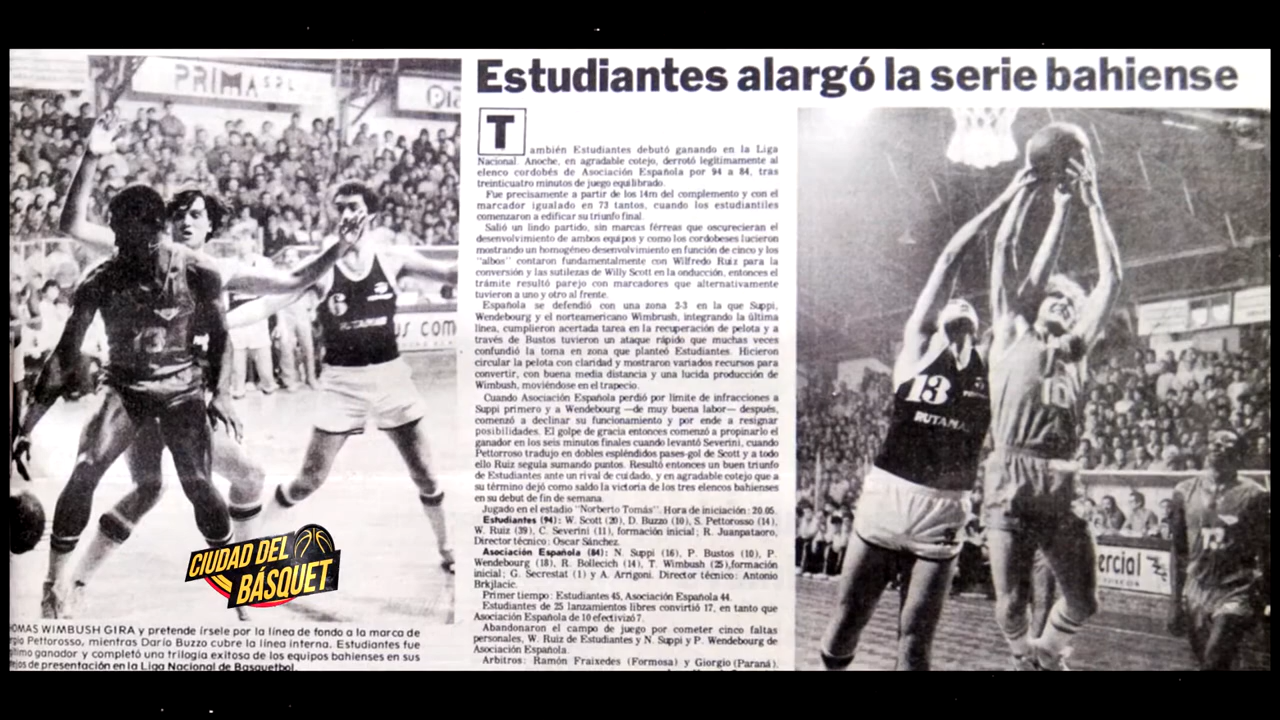 PRIMA S.R.L.
Estudiantes alargó la serie bahiense
T
ambién Estudiantes debutó ganando en la Liga
Nacional. Anoche, en agradable cotejo, derrotó legítimamente al
elenco cordobés de Asociación Española por 94 a 84, tras
treinticuatro minutos de juego equilibrado.
Fue precisamente a partir de los 14m del complemento y con el
marcador igualado en 73 tantos, cuando los estudiantiles
comenzaron a edificar su triunfo final.
Salió un lindo partido, sin marcas férreas que oscurecieran el
desenvolvimiento de ambos equipos y como los cordobeses lucieron
mostrando un homogéneo desenvolvimiento en función de cinco y los
"albos" contaron fundamentalmente con Wilfredo Ruiz para la
conversión y las sutilezas de Willy Scott en la onducción, entonces el
trámite resultó parejo con marcadores que alternativamente
tuvieron a uno y otro al frente.
Española se defendió con una zona 2-3 en la que Suppi,
Wendebourg y el norteamericano Wimbrush, integrando la última
línea, cumplieron acertada tarea en la recuperación de pelota y a
través de Bustos tuvieron un ataque rápido que muchas veces
confundió la toma en zona que planteó Estudiantes. Hicieron
circular la pelota con claridad y mostraron variados recursos para
convertir, con buena media distancia y una lucida producción de
Wimbush, moviéndose en el trapecio.
Cuando Asociación Española perdió por límite de infracciones a
Suppi primero y a Wendebourg —de muy buena labor— después,
comenzó a declinar su funcionamiento y por ende a resignar
posibilidades. El golpe de gracia entonces comenzó a propinarlo el
ganador en los seis minutos finales cuando levantó Severini, cuando
Pettorroso tradujo en dobles espléndidos pases-gol de Scott y a todo
ello Ruiz seguía sumando puntos. Resultó entonces un buen triunfo
de Estudiantes ante un rival de cuidado, y en agradable cotejo que a
su término dejó como saldo la victoria de los tres elencos bahienses
en su debut de fin de semana.
Jugado en el estadio "Norberto Tomás". Hora de iniciación: 20.05.
Estudiantes (94): W. Scott (20), D. Buzzo (10), S. Pettorosso (14),
W. Ruiz (39), C. Severini (11), formación inicial; R. Juanpataoro,
Director técnico: Oscar Sánchez.
Asociación Española (84): N. Suppi (16), P. Bustos (10), P.
Wendebourg (18), R. Bollecich (14), T. Wimbush (25),formación
inicial; G. Secrestat (1) y A. Arrigoni. Director técnico: Antonio
Brkjlacic.
Primer tiempo: Estudiantes 45, Asociación Española 44.
Estudiantes de 25 lanzamientos libres convirtió 17, en tanto que
Asociación Española de 10 efectivizó 7.
Abandonaron el campo de juego por cometer cinco faltas
personales, W. Ruiz de Estudiantes y N. Suppi y P. Wendebourg de
Asociación Española.
Arbitros: Ramón Fraixedes (Formosa) y Giorgio (Paraná).
6
13
CIUDAD DEL
BÁSQUET
OMAS WIMBUSH GIRA y pretende írsele por la línea de fondo a la marca de
Pettorosso, mientras Darío Buzzo cubre la línea interna. Estudiantes fue
timo ganador y completó una trilogía exitosa de los equipos bahienses en sus
de presentación en la Liga Nacional de Basquetbol.